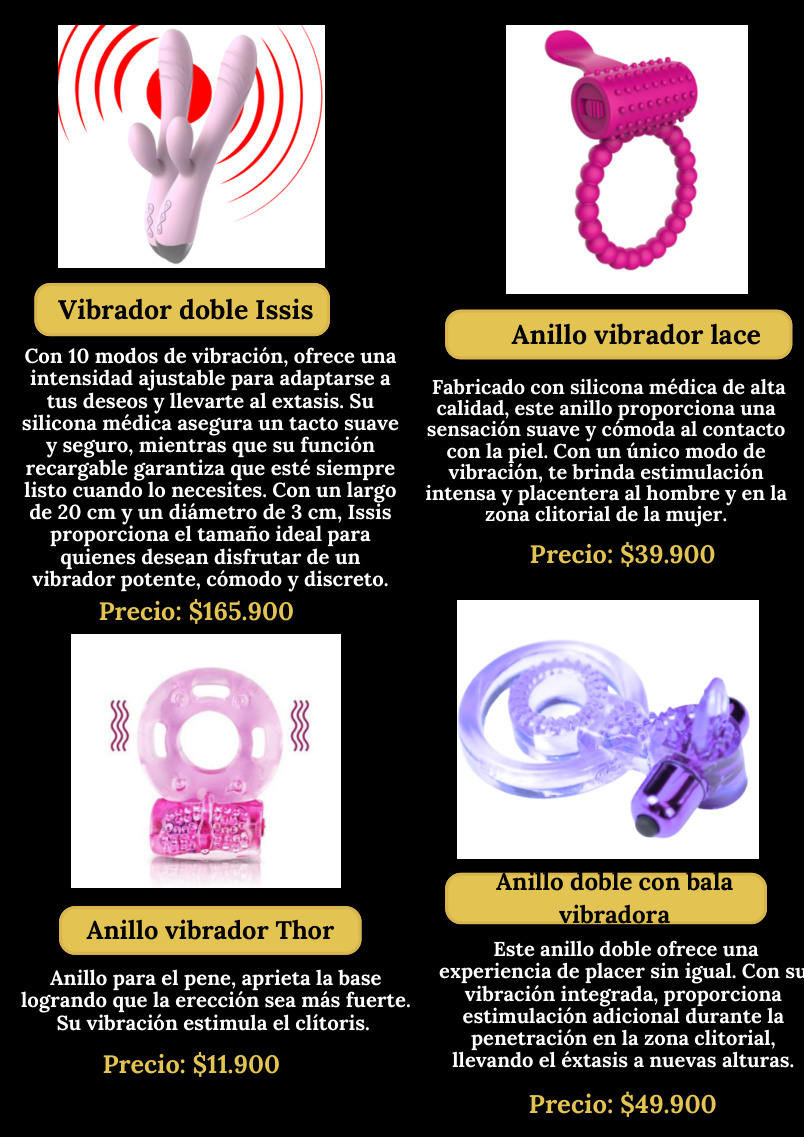 Vibrador doble Issis
Con 10 modos de vibración, ofrece una
intensidad ajustable para adaptarse a
tus deseos y llevarte al extasis. Su
silicona médica asegura un tacto suave
y seguro, mientras que su función
recargable garantiza que esté siempre
listo cuando lo necesites. Con un largo
de 20 cm y un diámetro de 3 cm, Issis
proporciona el tamaño ideal para
quienes desean disfrutar de un
vibrador potente, cómodo y discreto.
Precio: $165.900
Anillo vibrador lace
Fabricado con silicona médica de alta
calidad, este anillo proporciona una
sensación suave y cómoda al contacto
con la piel. Con un único modo de
vibración, te brinda estimulación
intensa y placentera al hombre y en la
zona clitorial de la mujer.
Precio: $39.900
Anillo vibrador Thor
Anillo para el pene, aprieta la base
logrando que la erección sea más fuerte.
Su vibración estimula el clítoris.
Precio: $11.900
Anillo doble con bala
vibradora
Este anillo doble ofrece una
experiencia de placer sin igual. Con su
vibración integrada, proporciona
estimulación adicional durante la
penetración en la zona clitorial,
llevando el éxtasis a nuevas alturas.
Precio: $49.900